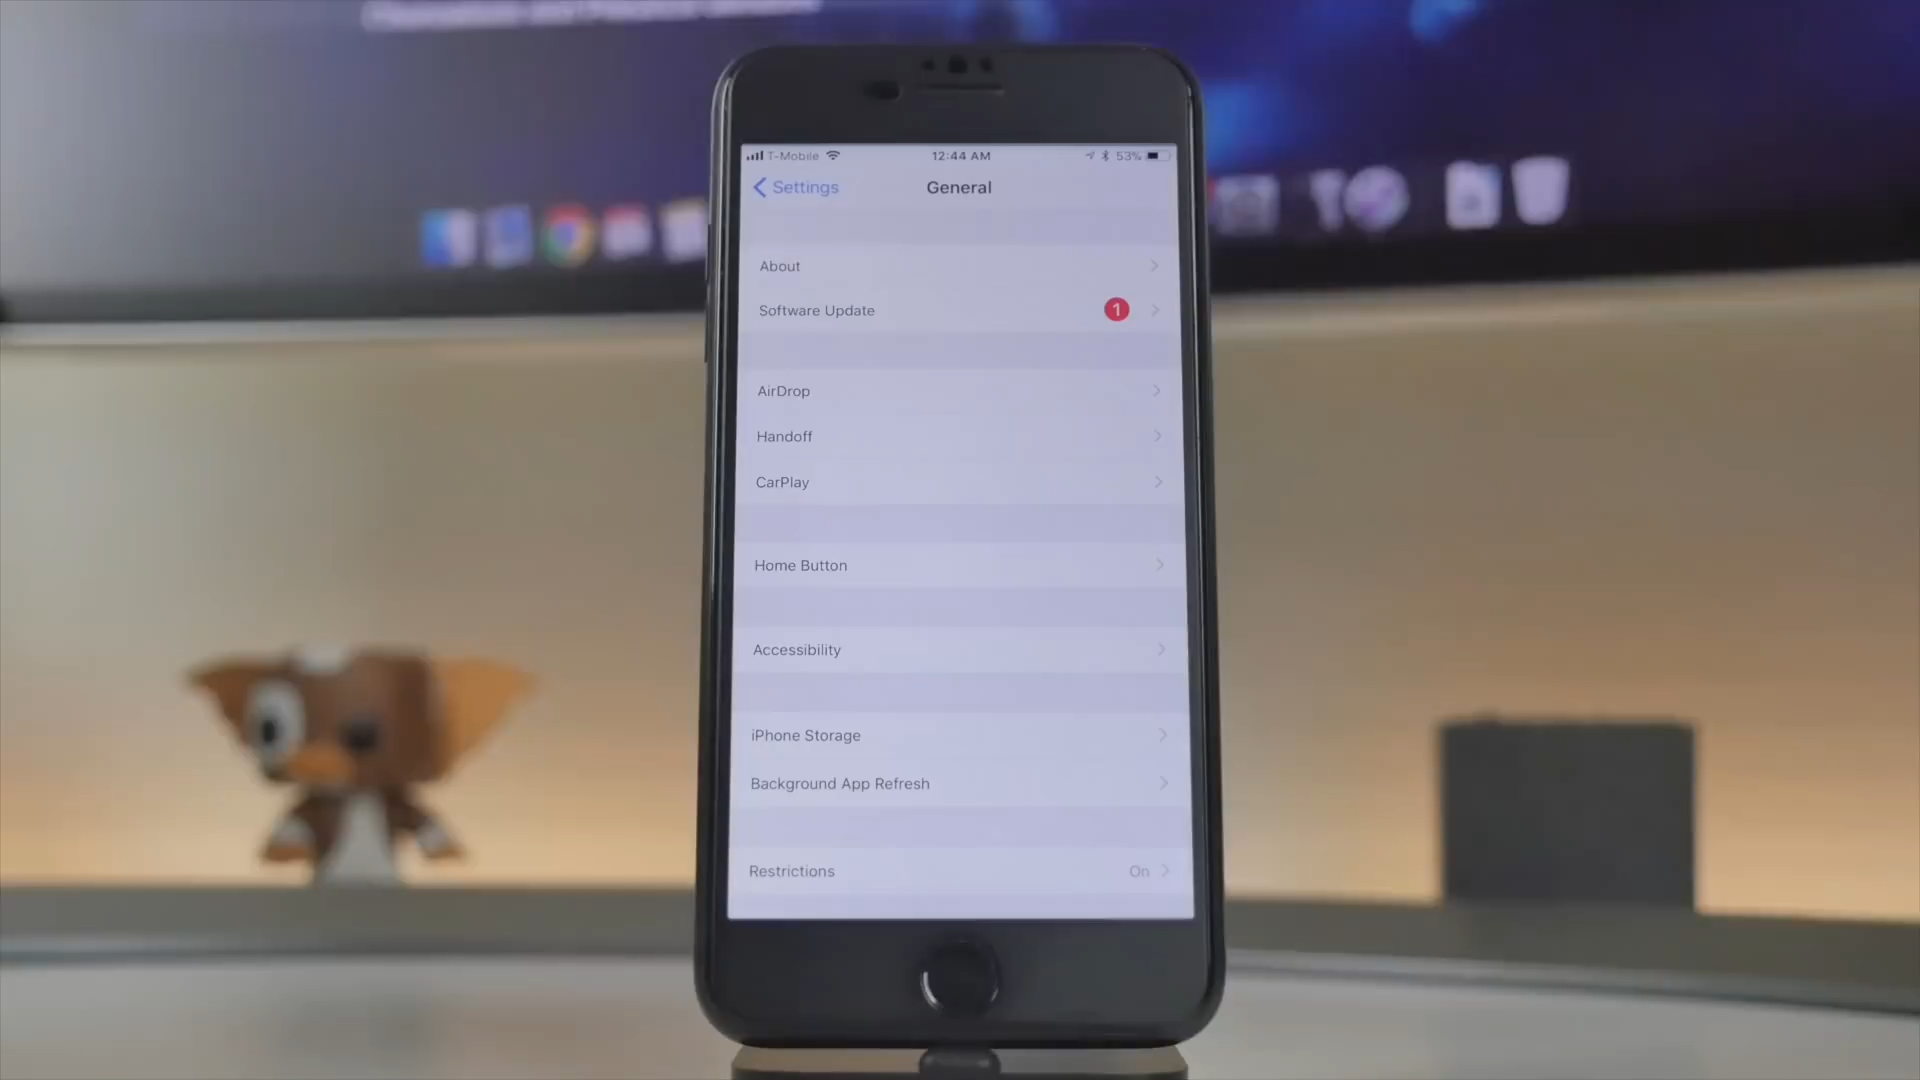 T-Mobile 12:44 AM 53%
Settings General
About
Software Update 1
AirDrop
Handoff
CarPlay
Home Button
Accessibility
iPhone Storage
Background App Refresh
Restrictions On